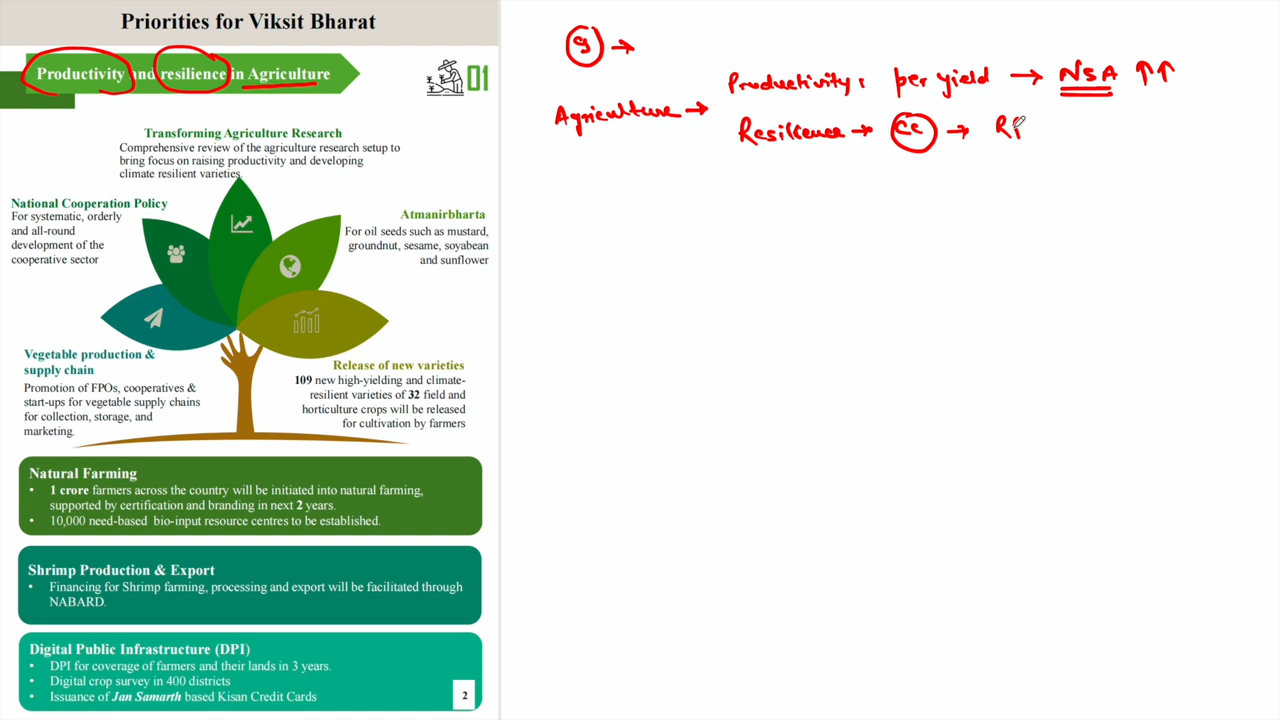 Priorities for Viksit Bharat
Productivity and resilience in Agriculture
01
Transforming Agriculture Research
Comprehensive review of the agriculture research setup to
bring focus on raising productivity and developing
climate resilient varieties.
National Cooperation Policy
For systematic, orderly
and all-round
development of the
cooperative sector
Atmanirbharta
For oil seeds such as mustard,
groundnut, sesame, soyabean
and sunflower
Vegetable production &
supply chain
Promotion of FPOs, cooperatives &
start-ups for vegetable supply chains
for collection, storage, and
marketing.
Release of new varieties
109 new high-yielding and climate-
resilient varieties of 32 field and
horticulture crops will be released
for cultivation by farmers
Natural Farming
• 1 crore farmers across the country will be initiated into natural farming,
supported by certification and branding in next 2 years.
• 10,000 need-based bio-input resource centres to be established.
Shrimp Production & Export
• Financing for Shrimp farming, processing and export will be facilitated through
NABARD.
Digital Public Infrastructure (DPI)
• DPI for coverage of farmers and their lands in 3 years.
• Digital crop survey in 400 districts
• Issuance of Jan Samarth based Kisan Credit Cards
2
9 →
Agriculture →
Productivity: per yield → NSA ↑↑
Resilience → CC →